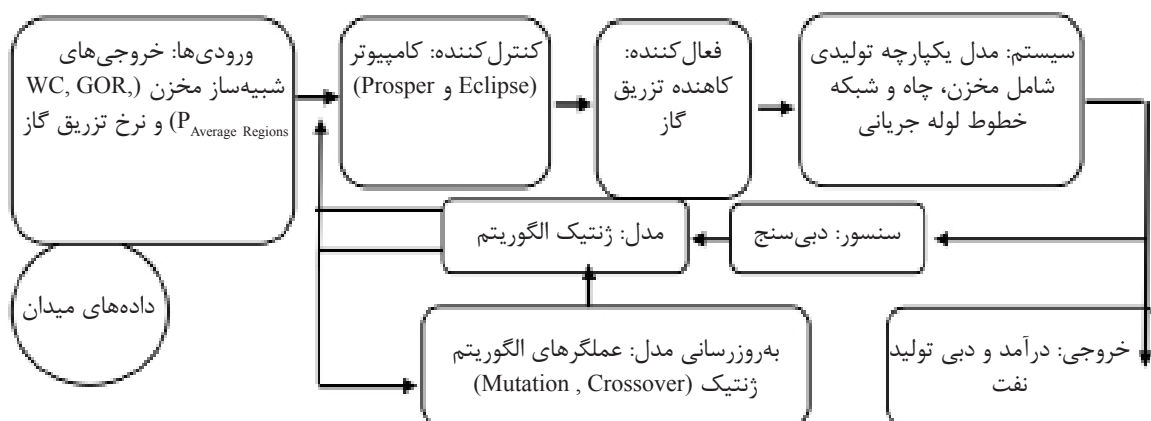 ورودی‌ها: خروجی‌های
شبیه‌ساز مخزن (WC, GOR,
P Average Regions) و نرخ تزریق گاز
کنترل‌کننده: کامپیوتر
(Eclipse و Prosper)
فعال‌کننده:
کاهنده تزریق
گاز
سیستم: مدل یکپارچه تولیدی
شامل مخزن، چاه و شبکه
خطوط لوله جریانی
مدل: ژنتیک الگوریتم
سنسور: دبی‌سنج
داده‌های میدان
به‌روزرسانی مدل: عملگرهای الگوریتم
ژنتیک (Mutation , Crossover)
خروجی: درآمد و دبی تولید
نفت